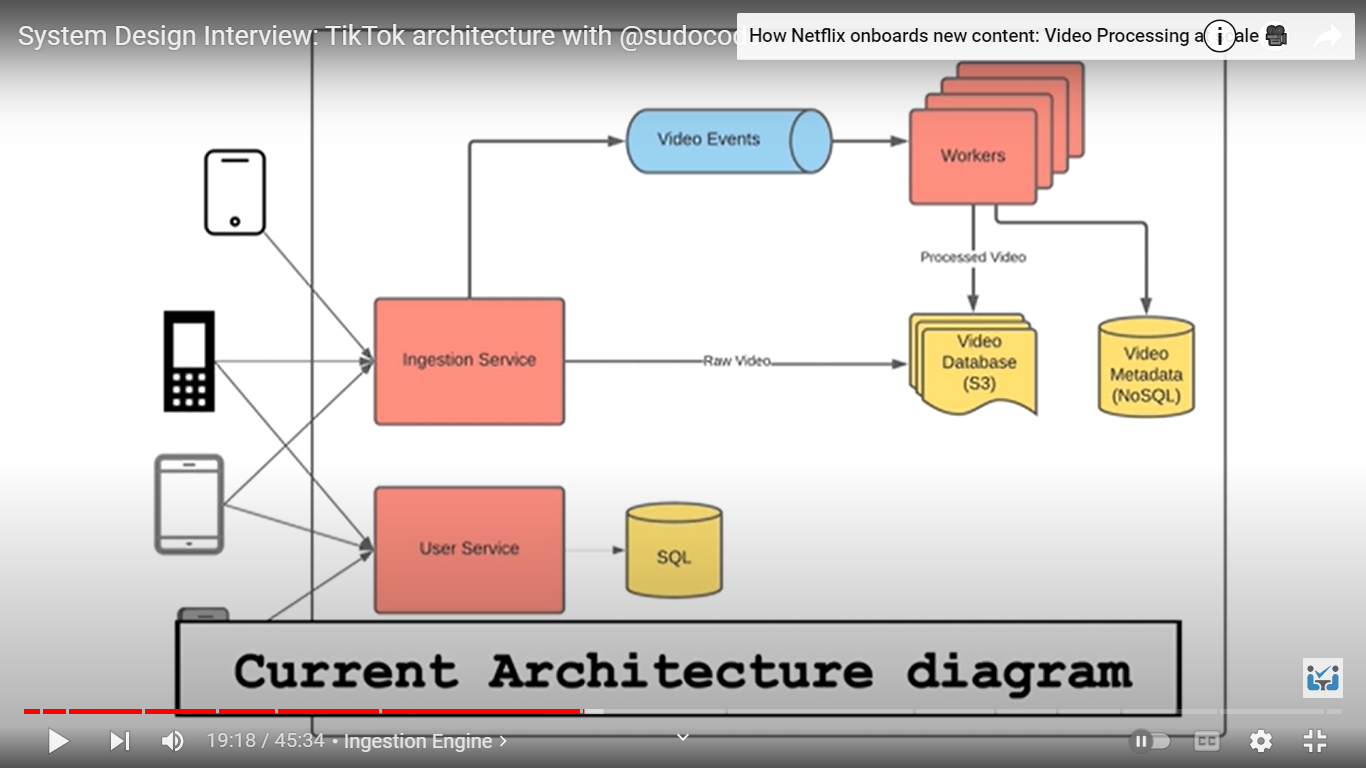 System Design Interview: TikTok architecture with @sudocod
How Netflix onboards new content: Video Processing a ale
Video Events
Workers
Processed Video
Ingestion Service
Raw Video
Video
Database
(S3)
Video
Metadata
(NoSQL)
User Service
SQL
Current Architecture diagram
19:18 / 45:34 • Ingestion Engine
CC